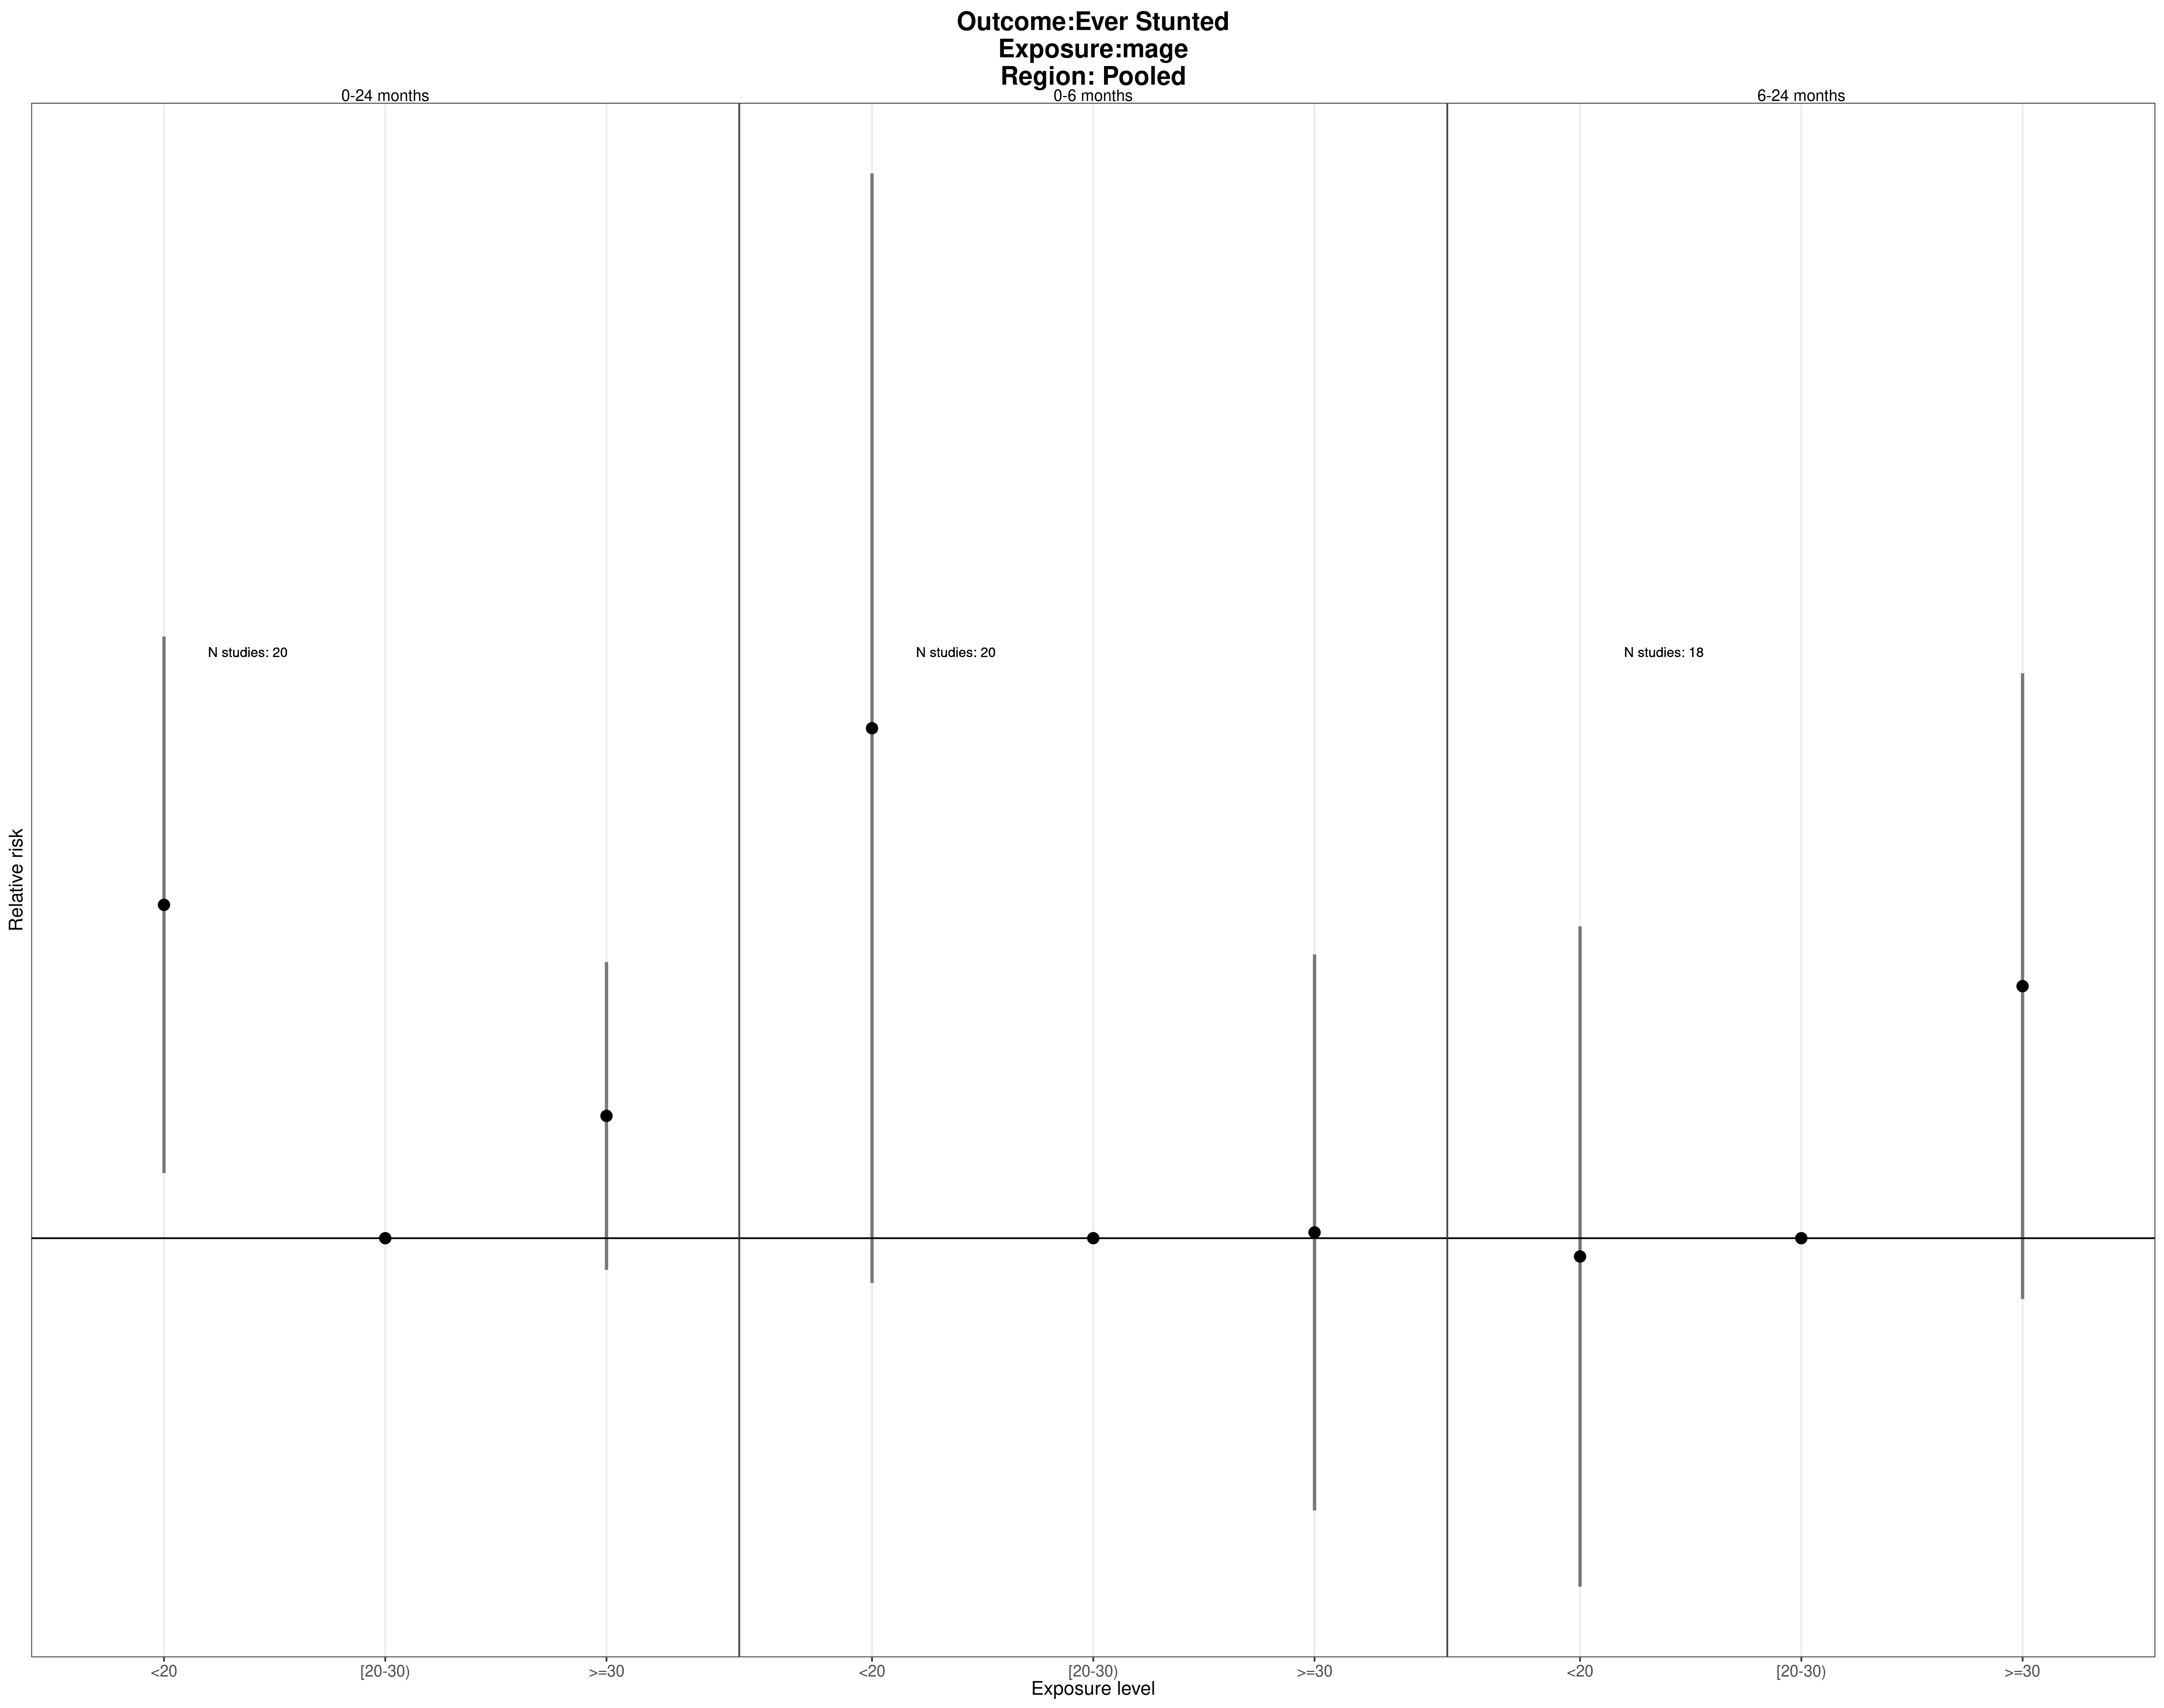 Outcome:Ever Stunted
Exposure:mage
Region: Pooled
0-24 months
0-6 months
6-24 months
N studies: 20
N studies: 20
N studies: 18
Relative risk
<20
[20-30)
>=30
<20
[20-30)
>=30
<20
[20-30)
>=30
Exposure level